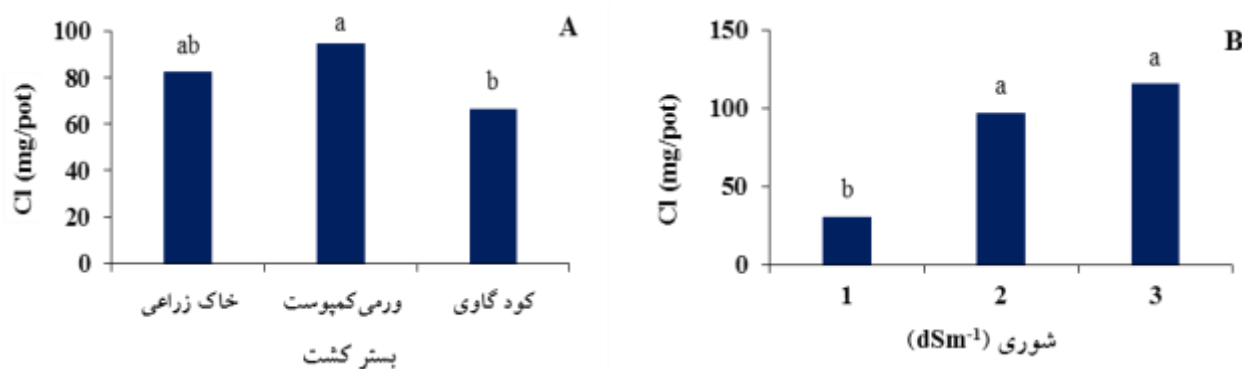 A
Cl (mg/pot)
100
80
60
40
20
0
ab
a
b
خاک زراعی
ورمی‌کمپوست
کود گاوی
بستر کشت
B
Cl (mg/pot)
150
100
50
0
b
a
a
1
2
3
شوری (dSm⁻¹)